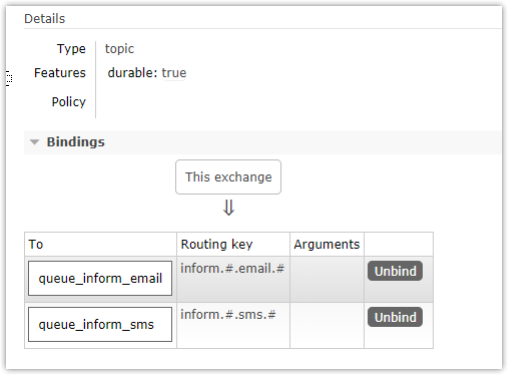 Details
Type topic
Features durable: true
Policy
Bindings
This exchange
⇓
To Routing key Arguments
queue_inform_email inform.#.email.# Unbind
queue_inform_sms inform.#.sms.# Unbind